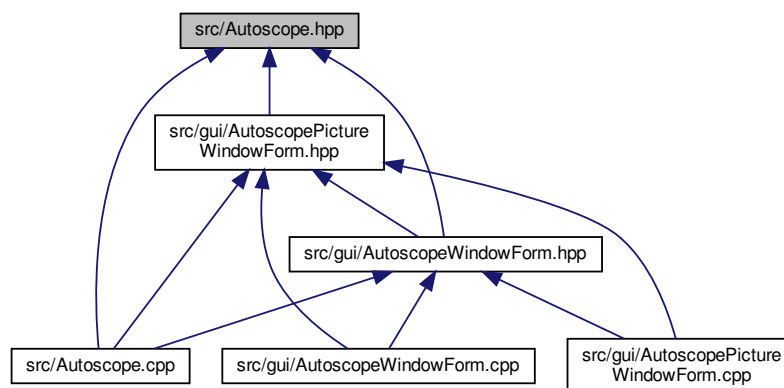 src/Autoscope.hpp
src/gui/AutoscopePicture
WindowForm.hpp
src/gui/AutoscopeWindowForm.hpp
src/Autoscope.cpp
src/gui/AutoscopeWindowForm.cpp
src/gui/AutoscopePicture
WindowForm.cpp